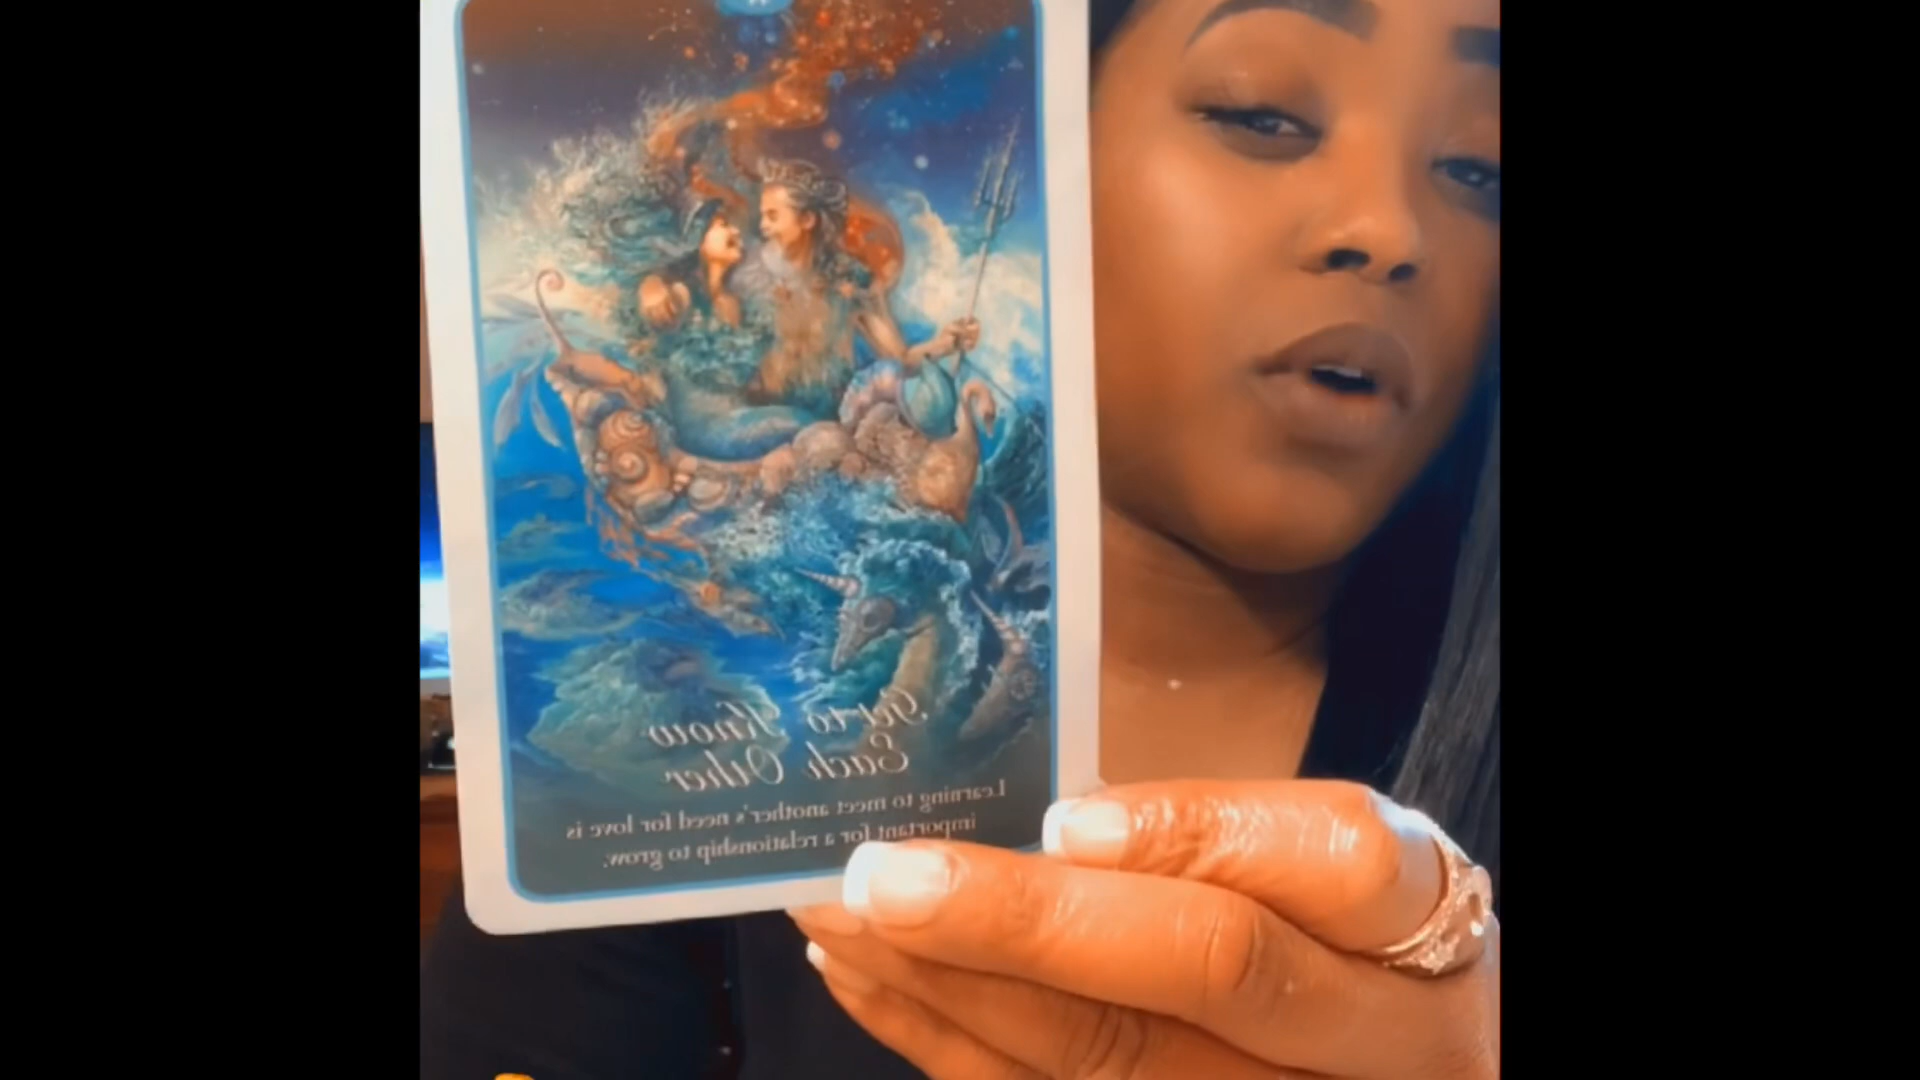 Get to Know
Each Other
Learning to meet another's need for love is
important for a relationship to grow.